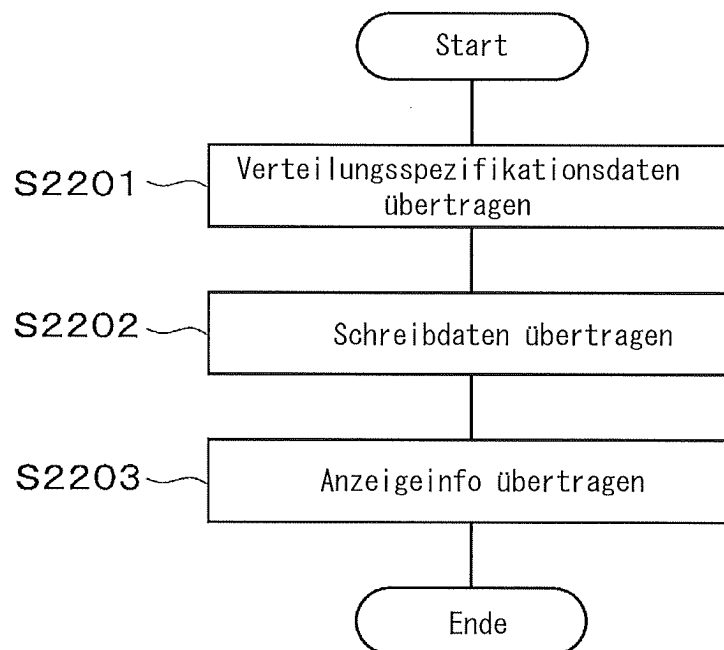 Start
S2201
Verteilungsspezifikationsdaten
übertragen
S2202
Schreibdaten übertragen
S2203
Anzeigeinfo übertragen
Ende